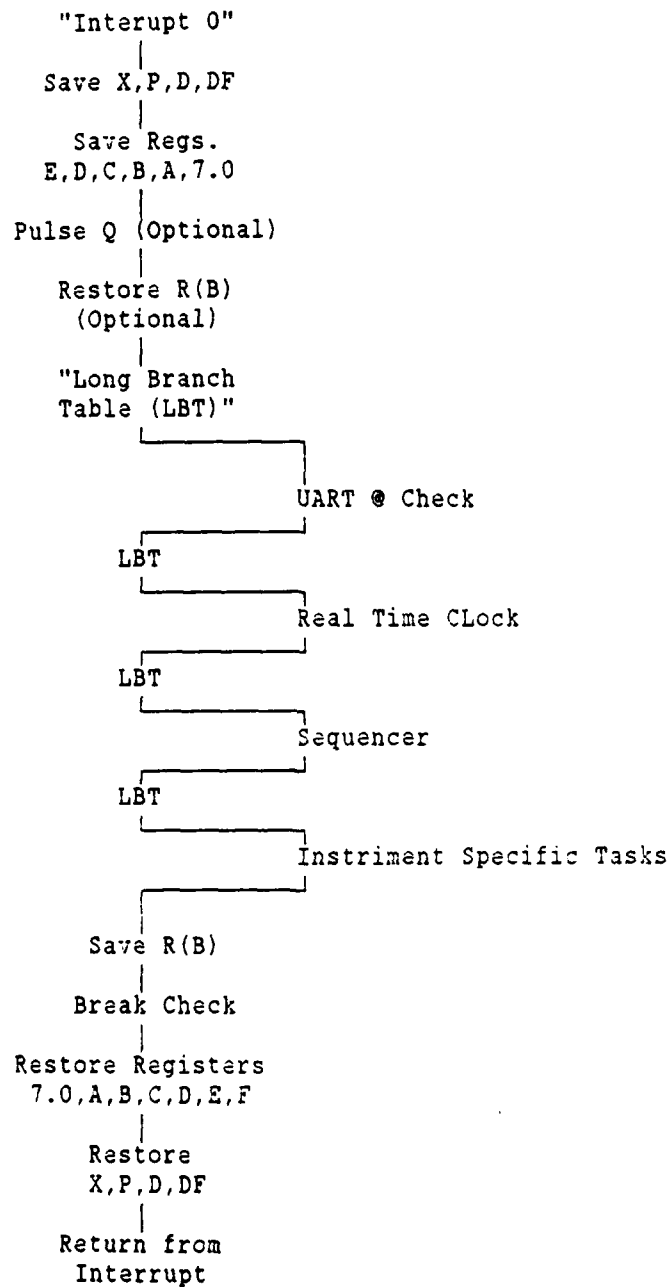 "Interupt 0"
Save X,P,D,DF
Save Regs.
E,D,C,B,A,7.0
Pulse Q (Optional)
Restore R(B)
(Optional)
"Long Branch
Table (LBT)"
UART @ Check
LBT
Real Time CLock
LBT
Sequencer
LBT
Instriment Specific Tasks
Save R(B)
Break Check
Restore Registers
7.0,A,B,C,D,E,F
Restore
X,P,D,DF
Return from
Interrupt